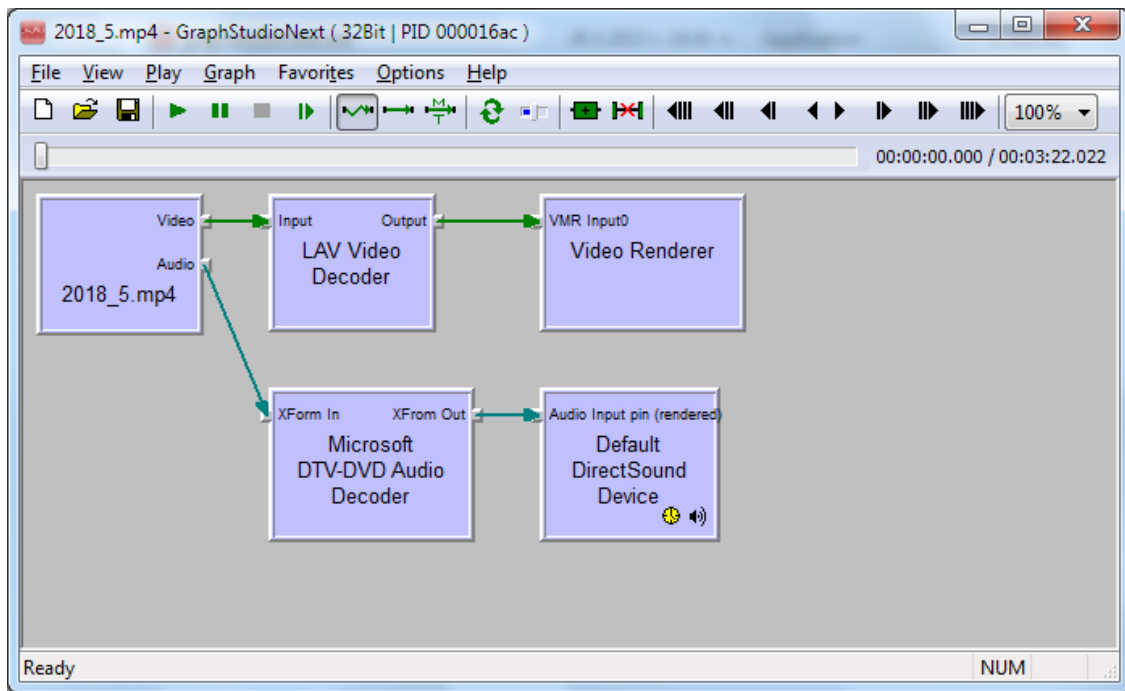 2018_5.mp4 - GraphStudioNext ( 32Bit | PID 000016ac )
File View Play Graph Favorites Options Help
100%
00:00:00.000 / 00:03:22.022
Video
Audio
2018_5.mp4
Input Output
LAV Video
Decoder
VMR Input0
Video Renderer
XForm In XFrom Out
Microsoft
DTV-DVD Audio
Decoder
Audio Input pin (rendered)
Default
DirectSound
Device
Ready NUM